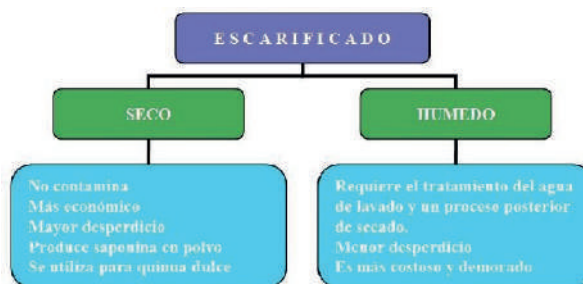 ESCARIFICADO
SECO
No contamina
Más económico
Mayor desperdicio
Produce saponina en polvo
Se utiliza para quinua dulce
HUMEDO
Requiere el tratamiento del agua
de lavado y un proceso posterior
de secado.
Menor desperdicio
Es más costoso y demorado